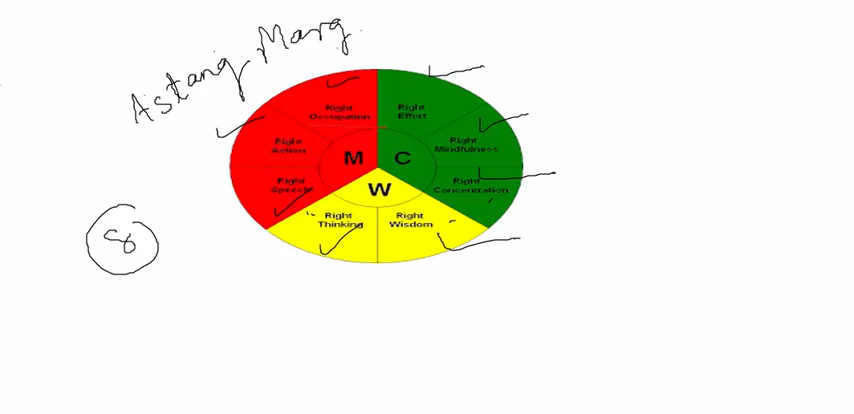 Astang Marg
Right
Occupation
Right
Effort
Right
Action
Right
Mindfulness
M
C
Right
Speech
Right
Concentration
W
Right
Thinking
Right
Wisdom
8